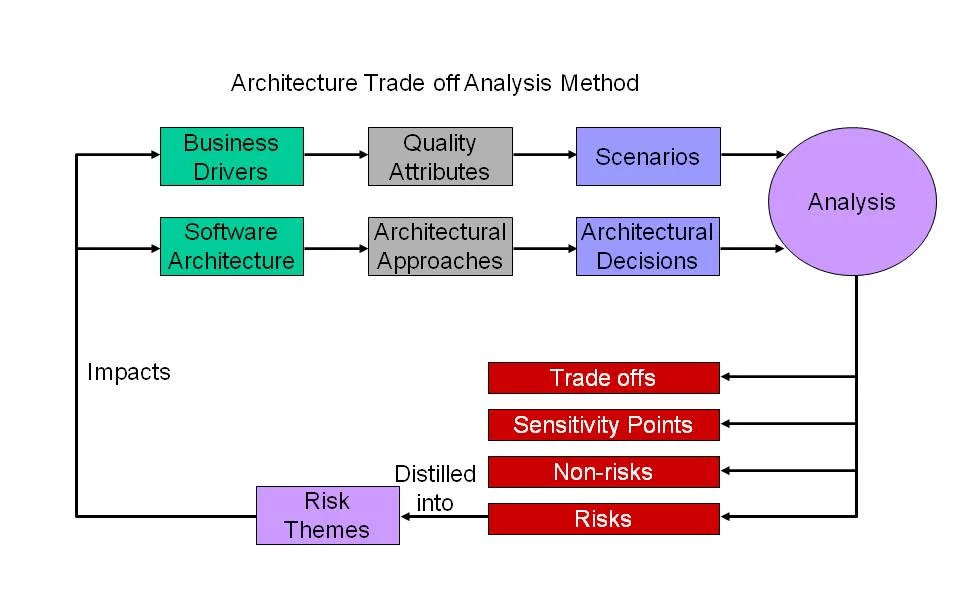 Architecture Trade off Analysis Method
Business
Drivers
Quality
Attributes
Scenarios
Analysis
Software
Architecture
Architectural
Approaches
Architectural
Decisions
Impacts
Trade offs
Sensitivity Points
Non-risks
Risks
Distilled
into
Risk
Themes